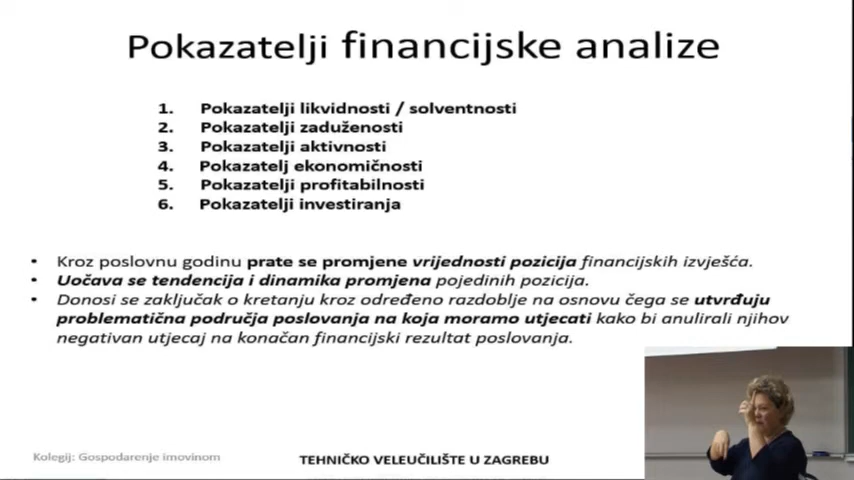 Pokazatelji financijske analize
1. Pokazatelji likvidnosti / solventnosti
2. Pokazatelji zaduženosti
3. Pokazatelji aktivnosti
4. Pokazatelj ekonomičnosti
5. Pokazatelji profitabilnosti
6. Pokazatelji investiranja
• Kroz poslovnu godinu prate se promjene vrijednosti pozicija financijskih izvješća.
• Uočava se tendencija i dinamika promjena pojedinih pozicija.
• Donosi se zaključak o kretanju kroz određeno razdoblje na osnovu čega se utvrđuju
problematična područja poslovanja na koja moramo utjecati kako bi anulirali njihov
negativan utjecaj na konačan financijski rezultat poslovanja.
Kolegij: Gospodarenje imovinom
TEHNIČKO VELEUČILIŠTE U ZAGREBU